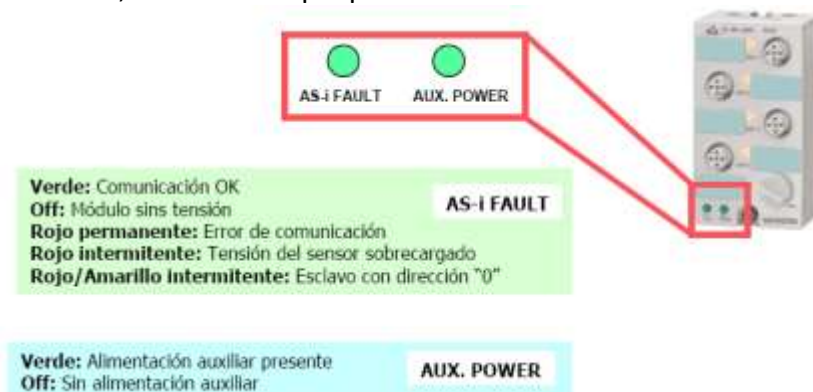 AS-i FAULT AUX. POWER
Verde: Comunicación OK
AS-i FAULT
Off: Módulo sins tensión
Rojo permanente: Error de comunicación
Rojo intermitente: Tensión del sensor sobrecargado
Rojo/Amarillo intermitente: Esclavo con dirección "0"
Verde: Alimentación auxiliar presente
AUX. POWER
Off: Sin alimentación auxiliar